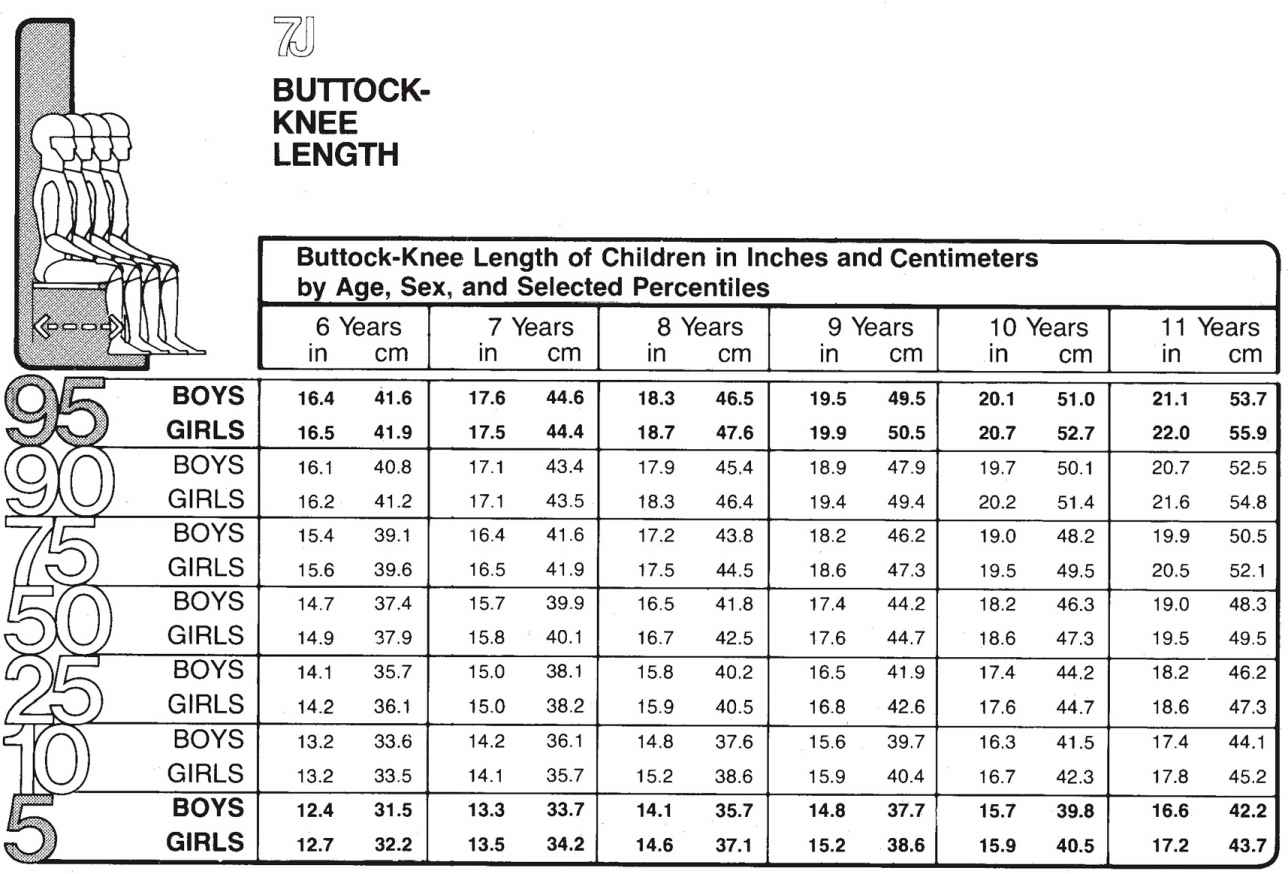 7J
BUTTOCK-
KNEE
LENGTH
Buttock-Knee Length of Children in Inches and Centimeters
by Age, Sex, and Selected Percentiles
6 Years 7 Years 8 Years 9 Years 10 Years 11 Years
in cm in cm in cm in cm in cm in cm
95 BOYS 16.4 41.6 17.6 44.6 18.3 46.5 19.5 49.5 20.1 51.0 21.1 53.7
GIRLS 16.5 41.9 17.5 44.4 18.7 47.6 19.9 50.5 20.7 52.7 22.0 55.9
90 BOYS 16.1 40.8 17.1 43.4 17.9 45.4 18.9 47.9 19.7 50.1 20.7 52.5
GIRLS 16.2 41.2 17.1 43.5 18.3 46.4 19.4 49.4 20.2 51.4 21.6 54.8
75 BOYS 15.4 39.1 16.4 41.6 17.2 43.8 18.2 46.2 19.0 48.2 19.9 50.5
GIRLS 15.6 39.6 16.5 41.9 17.5 44.5 18.6 47.3 19.5 49.5 20.5 52.1
50 BOYS 14.7 37.4 15.7 39.9 16.5 41.8 17.4 44.2 18.2 46.3 19.0 48.3
GIRLS 14.9 37.9 15.8 40.1 16.7 42.5 17.6 44.7 18.6 47.3 19.5 49.5
25 BOYS 14.1 35.7 15.0 38.1 15.8 40.2 16.5 41.9 17.4 44.2 18.2 46.2
GIRLS 14.2 36.1 15.0 38.2 15.9 40.5 16.8 42.6 17.6 44.7 18.6 47.3
10 BOYS 13.2 33.6 14.2 36.1 14.8 37.6 15.6 39.7 16.3 41.5 17.4 44.1
GIRLS 13.2 33.5 14.1 35.7 15.2 38.6 15.9 40.4 16.7 42.3 17.8 45.2
5 BOYS 12.4 31.5 13.3 33.7 14.1 35.7 14.8 37.7 15.7 39.8 16.6 42.2
GIRLS 12.7 32.2 13.5 34.2 14.6 37.1 15.2 38.6 15.9 40.5 17.2 43.7